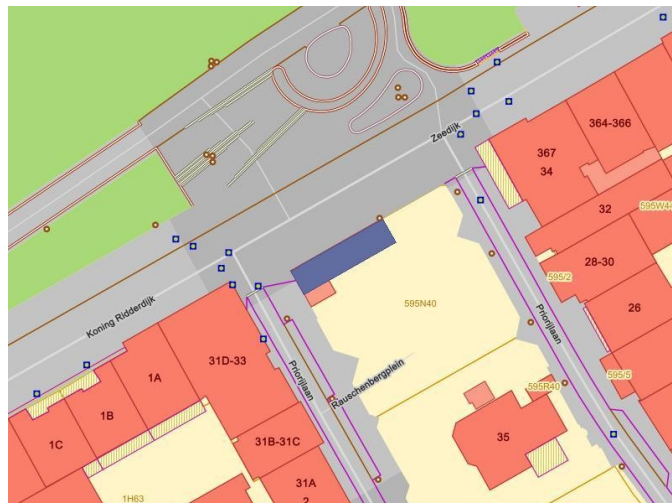 364-366
367
34
Zeedijk
32
595W44
28-30
595/2
26
595N40
Priorijlaan
Koning Ridderdijk
1A
31D-33
Priorijlaan
Rauschenbergplein
595/5
595R40
1B
1C
31B-31C
35
31A
2
1H63